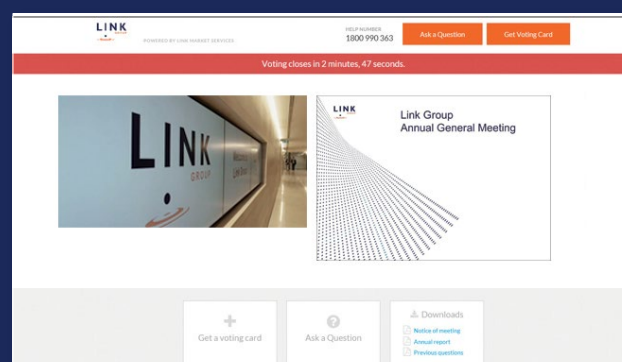 LINK
POWERED BY LINK MARKET SERVICES
HELP NUMBER
1800 990 363
Ask a Question
Get Voting Card
Voting closes in 2 minutes, 47 seconds.
LINK
GROUP
LINK
Link Group
Annual General Meeting
Get a voting card
Ask a Question
Downloads
Notice of meeting
Annual report
Previous questions